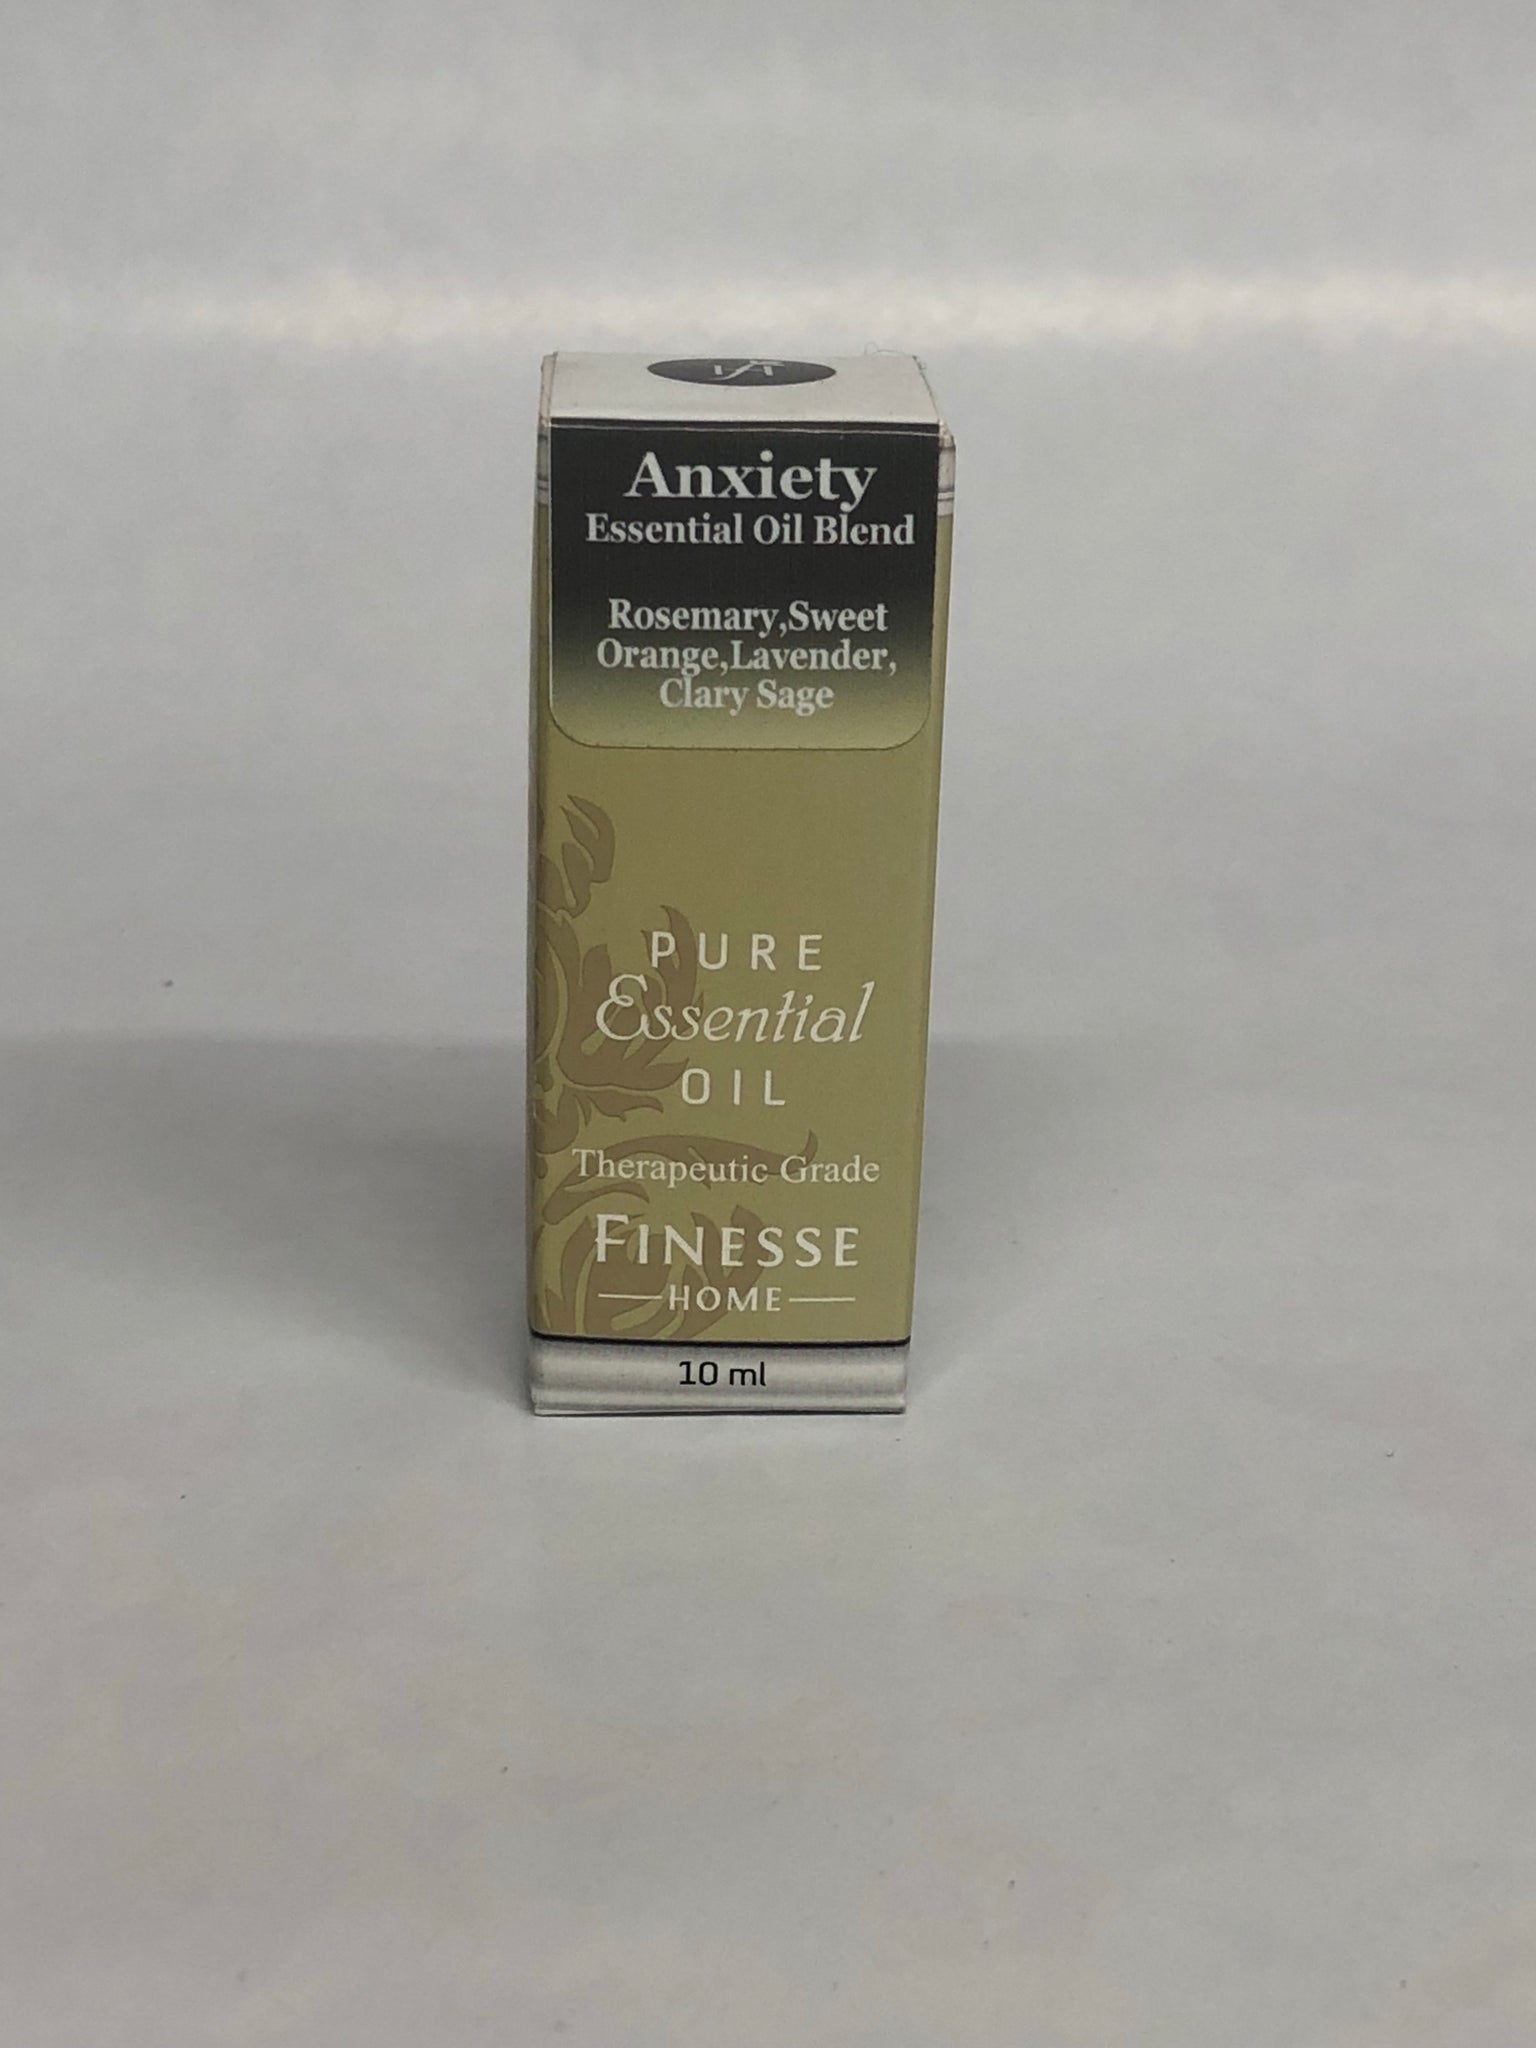 Anxiety
Essential Oil Blend
Rosemary,Sweet
Orange,Lavender,
Clary Sage
PURE
Essential
OIL
Therapeutic Grade
FINESSE
HOME
10 ml